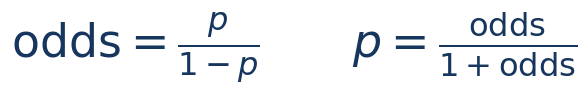 odds = p / (1 − p)    p = odds / (1 + odds)